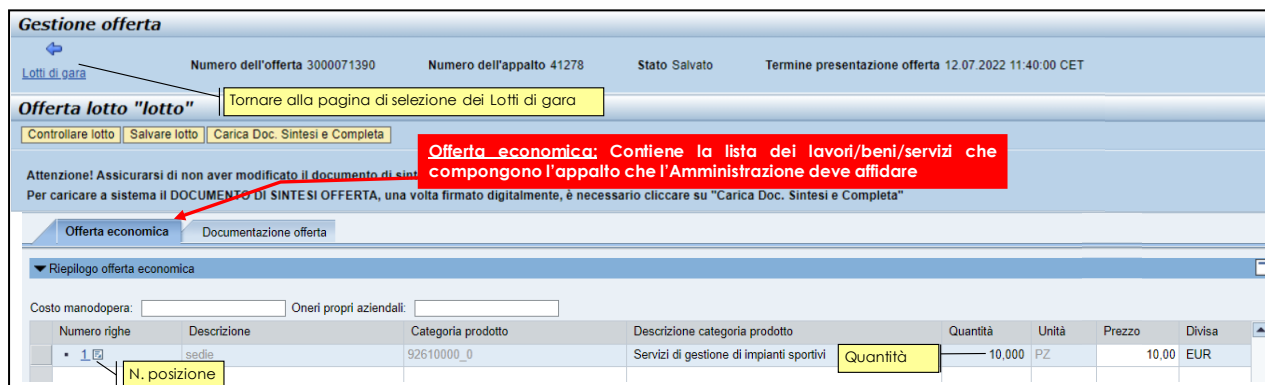 Gestione offerta
Lotti di gara
Numero dell'offerta 3000071390 Numero dell'appalto 41278 Stato Salvato Termine presentazione offerta 12.07.2022 11:40:00 CET
Tornare alla pagina di selezione dei Lotti di gara
Offerta lotto "lotto"
Controllare lotto Salvare lotto Carica Doc. Sintesi e Completa
Offerta economica: Contiene la lista dei lavori/beni/servizi che
compongono l'appalto che l'Amministrazione deve affidare
Attenzione! Assicurarsi di non aver modificato il documento di
Per caricare a sistema il DOCUMENTO DI SINTESI OFFERTA, una volta firmato digitalmente, è necessario cliccare su "Carica Doc. Sintesi e Completa"
Offerta economica Documentazione offerta
Riepilogo offerta economica
Costo manodopera: Oneri propri aziendali:
Numero righe Descrizione Categoria prodotto Descrizione categoria prodotto Quantità Unità Prezzo Divisa
1 sedie 92610000_0 Servizi di gestione di impianti sportivi Quantità 10,000 PZ 10,00 EUR
N. posizione